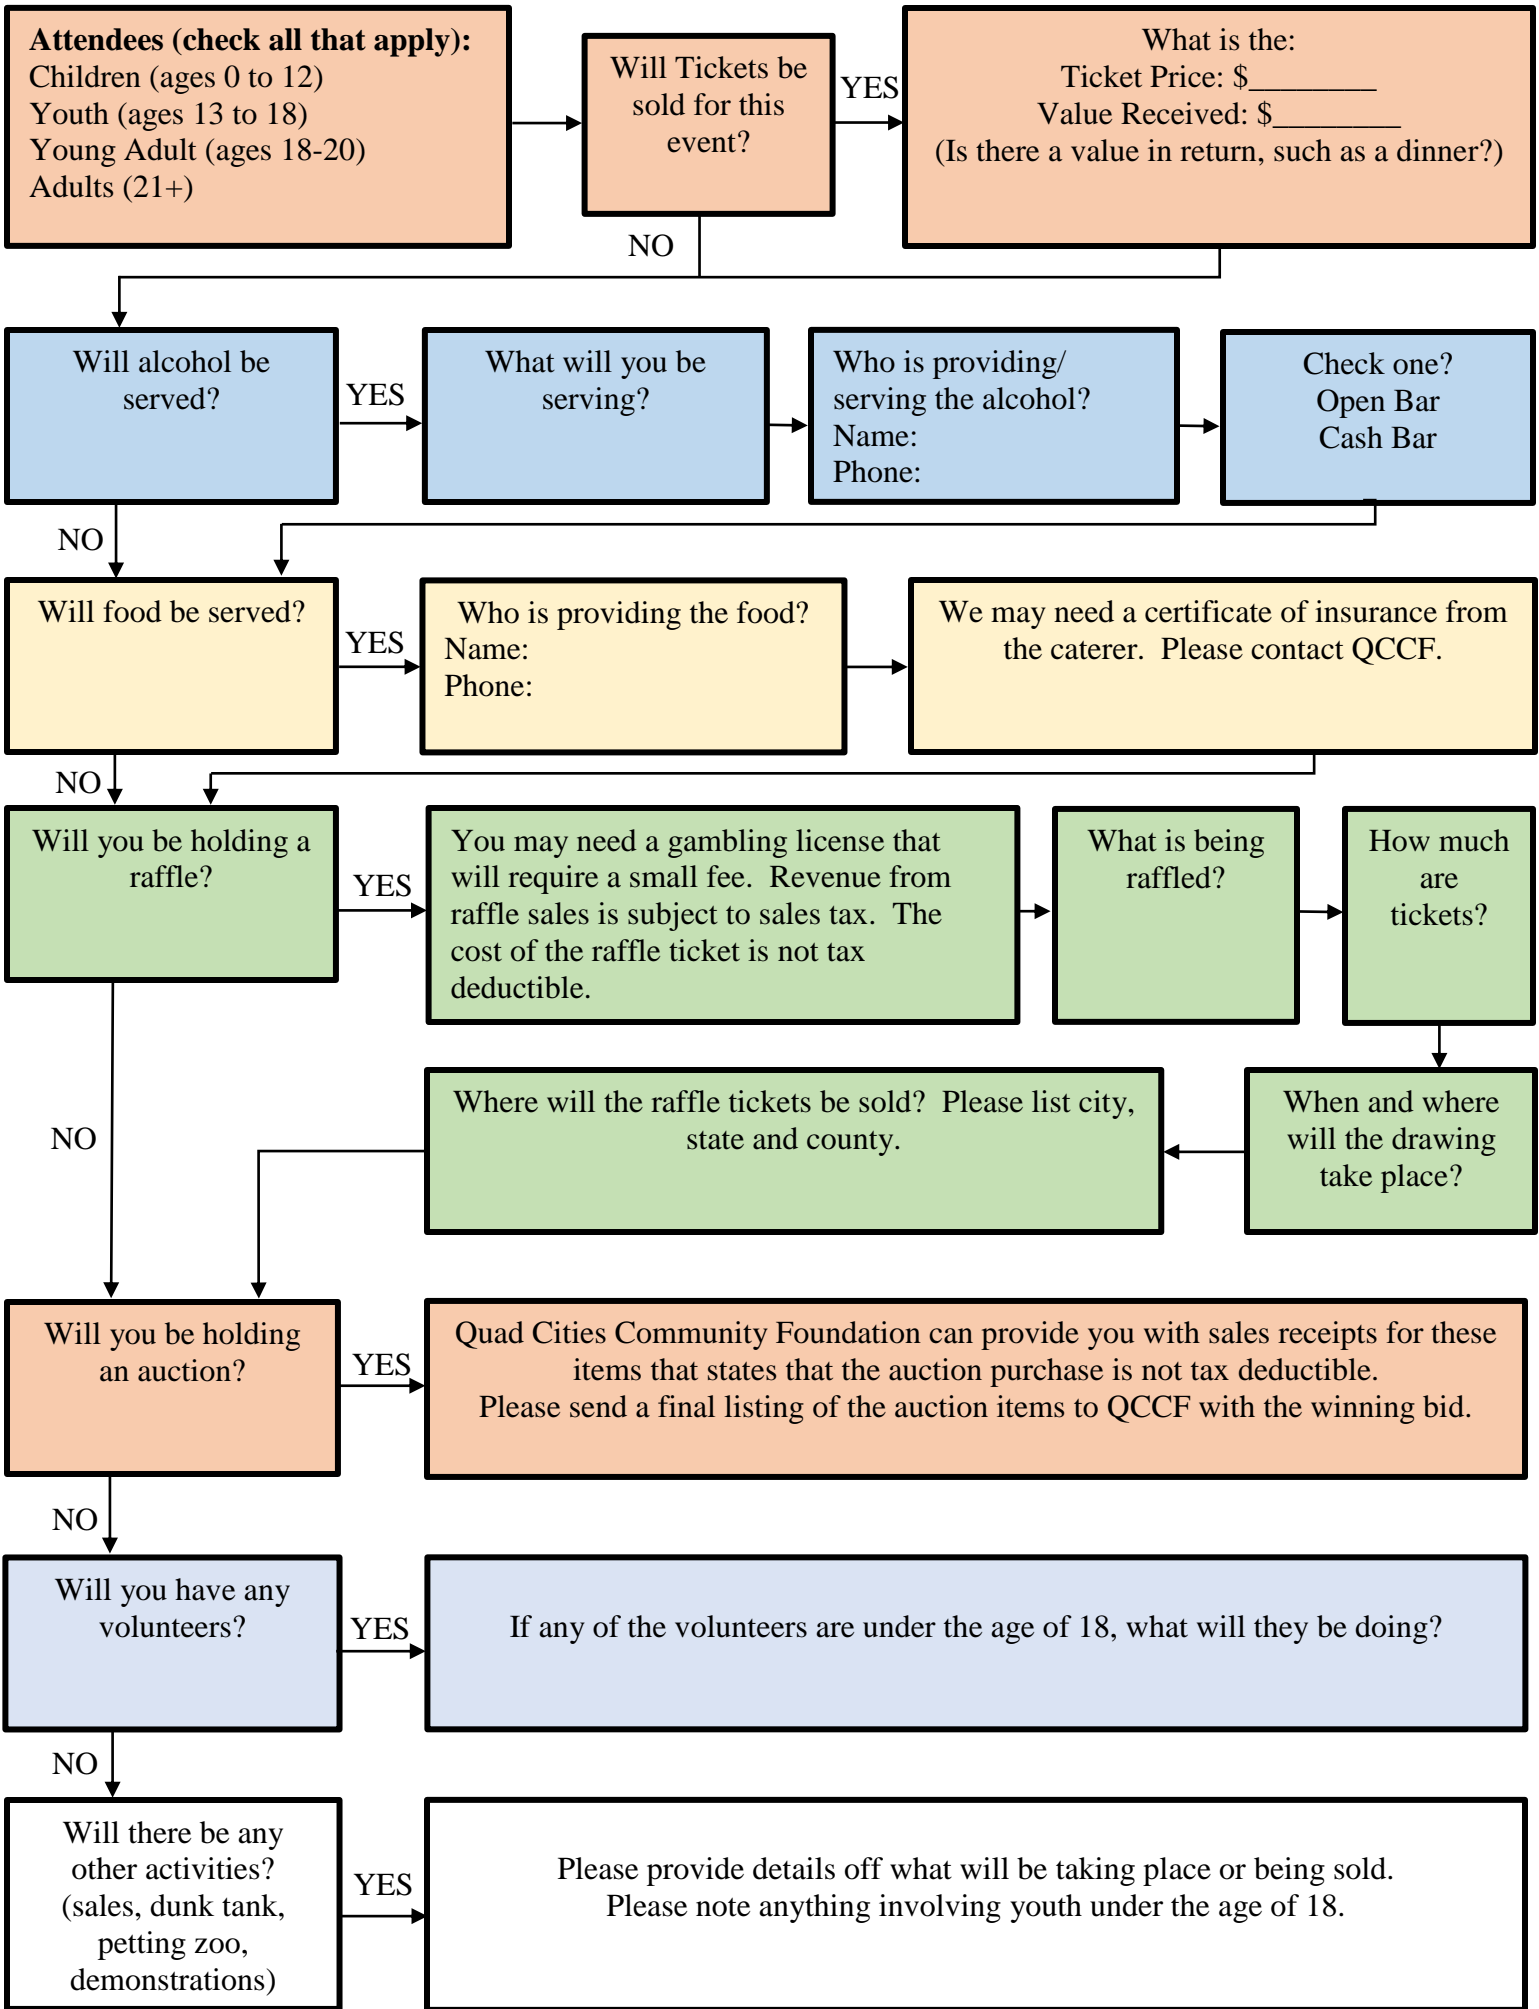 Attendees (check all that apply):
Children (ages 0 to 12)
Youth (ages 13 to 18)
Young Adult (ages 18-20)
Adults (21+)
Will Tickets be
sold for this
event?
YES
What is the:
Ticket Price: $________
Value Received: $________
(Is there a value in return, such as a dinner?)
NO
Will alcohol be
served?
YES
What will you be
serving?
Who is providing/
serving the alcohol?
Name:
Phone:
Check one?
Open Bar
Cash Bar
NO
Will food be served?
YES
Who is providing the food?
Name:
Phone:
We may need a certificate of insurance from
the caterer.  Please contact QCCF.
NO
Will you be holding a
raffle?
YES
You may need a gambling license that
will require a small fee.  Revenue from
raffle sales is subject to sales tax.  The
cost of the raffle ticket is not tax
deductible.
What is being
raffled?
How much
are
tickets?
When and where
will the drawing
take place?
Where will the raffle tickets be sold?  Please list city,
state and county.
NO
Will you be holding
an auction?
YES
Quad Cities Community Foundation can provide you with sales receipts for these
items that states that the auction purchase is not tax deductible.
Please send a final listing of the auction items to QCCF with the winning bid.
NO
Will you have any
volunteers?
YES
If any of the volunteers are under the age of 18, what will they be doing?
NO
Will there be any
other activities?
(sales, dunk tank,
petting zoo,
demonstrations)
YES
Please provide details off what will be taking place or being sold.
Please note anything involving youth under the age of 18.